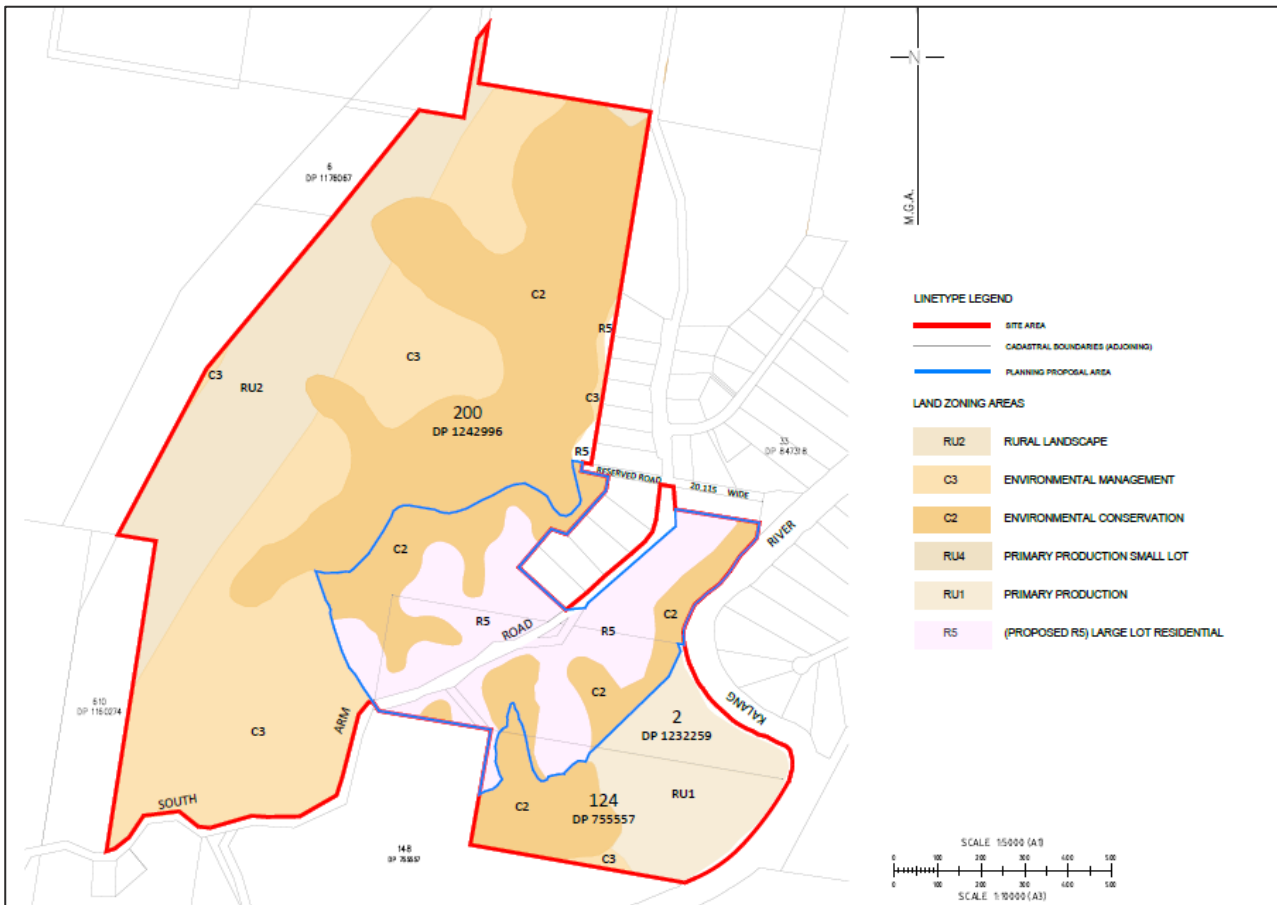 N
M.G.A.
6
DP 1176067
C2
R5
C3
C3
RU2
C3
200
DP 1242996
R5
RESERVED ROAD 20.115 WIDE
33
DP 847318
RIVER
C2
R5
ROAD
R5
C2
C2
KALANG
2
DP 1232259
610
DP 1160274
ARM
C3
SOUTH
RU1
C2
124
DP 755557
C3
148
DP 755557
LINETYPE LEGEND
SITE AREA
CADASTRAL BOUNDARIES (ADJOINING)
PLANNING PROPOSAL AREA
LAND ZONING AREAS
RU2 RURAL LANDSCAPE
C3 ENVIRONMENTAL MANAGEMENT
C2 ENVIRONMENTAL CONSERVATION
RU4 PRIMARY PRODUCTION SMALL LOT
RU1 PRIMARY PRODUCTION
R5 (PROPOSED R5) LARGE LOT RESIDENTIAL
SCALE 1:5000 (A1)
0 100 200 300 400 500
0 100 200 300 400 500
SCALE 1:10000 (A3)